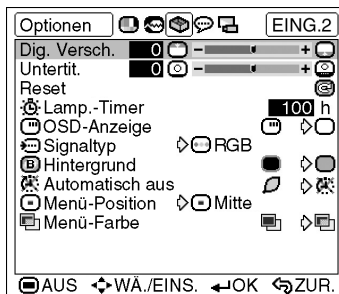 Optionen EING.2
Dig. Versch. 0 - +
Untertit. 0 - +
Reset
Lamp.-Timer 100 h
OSD-Anzeige
Signaltyp RGB
B Hintergrund
Automatisch aus
Menü-Position Mitte
Menü-Farbe
AUS WÄ./EINS. OK ZUR.